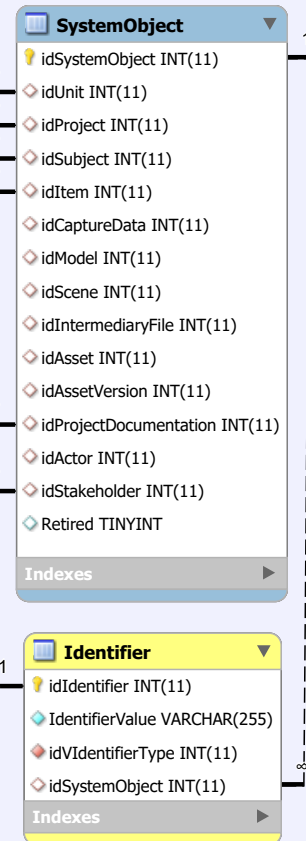 SystemObject
idSystemObject INT(11)
idUnit INT(11)
idProject INT(11)
idSubject INT(11)
idItem INT(11)
idCaptureData INT(11)
idModel INT(11)
idScene INT(11)
idIntermediaryFile INT(11)
idAsset INT(11)
idAssetVersion INT(11)
idProjectDocumentation INT(11)
idActor INT(11)
idStakeholder INT(11)
Retired TINYINT
Indexes
Identifier
1
idIdentifier INT(11)
IdentifierValue VARCHAR(255)
idVIdentifierType INT(11)
idSystemObject INT(11)
∞
Indexes